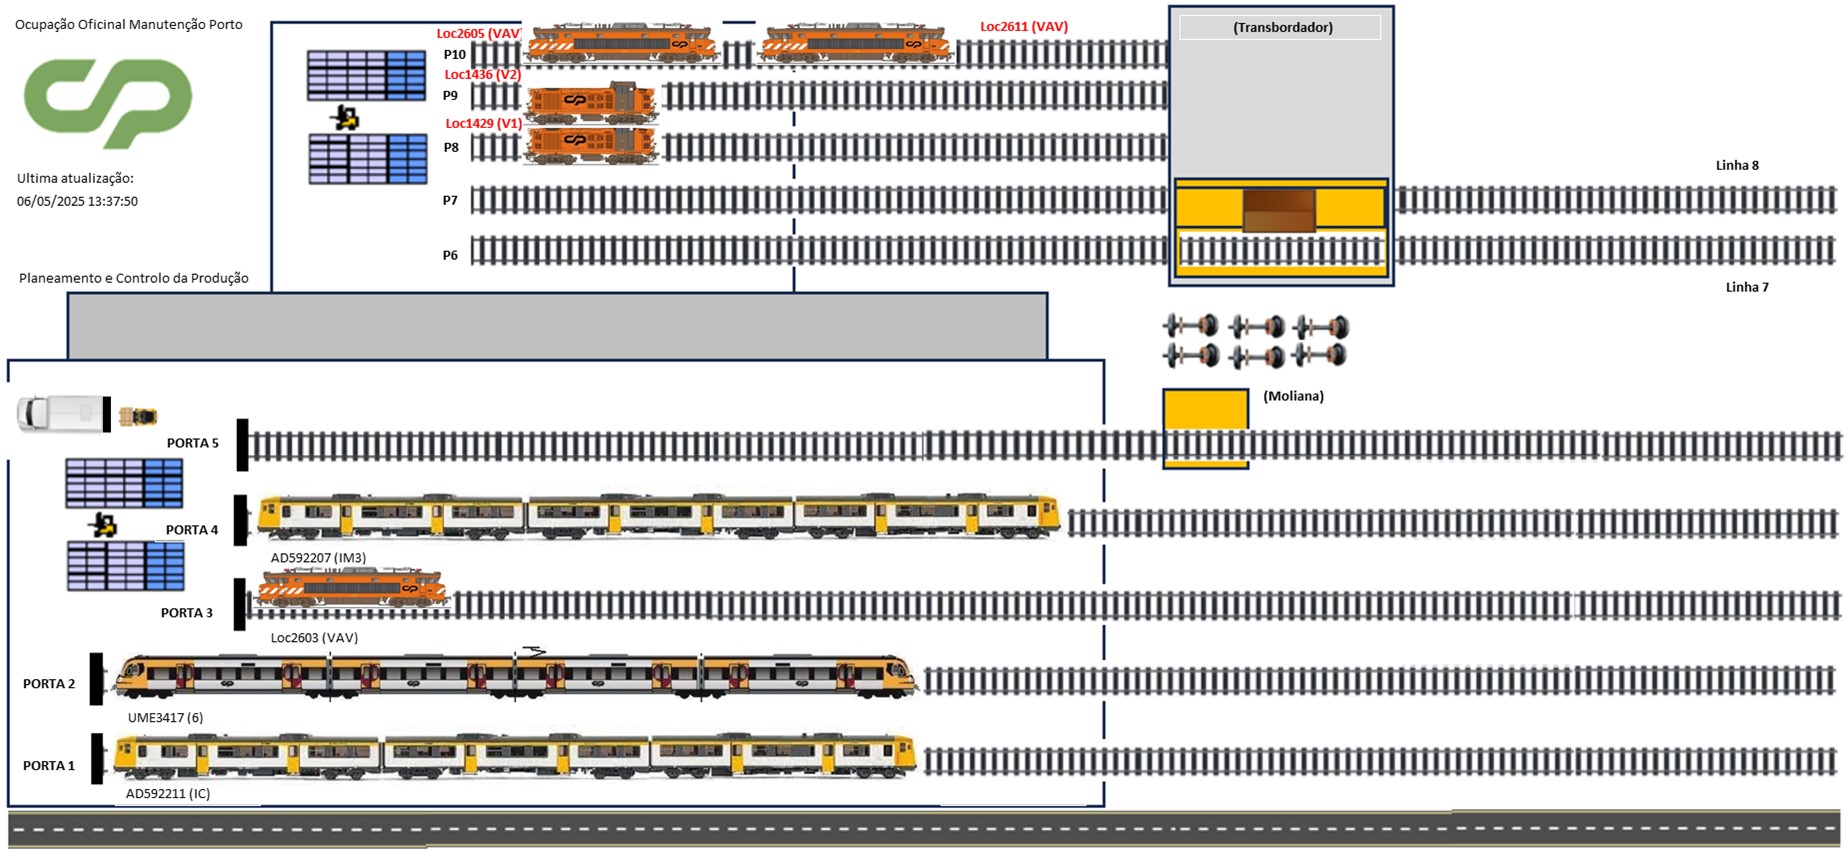 Ocupação Oficinal Manutenção Porto
CP
Ultima atualização:
06/05/2025 13:37:50
Planeamento e Controlo da Produção
Loc2605 (VAV)
Loc2611 (VAV)
P10
Loc1436 (V2)
P9
Loc1429 (V1)
P8
P7
P6
(Transbordador)
Linha 8
Linha 7
(Moliana)
PORTA 5
PORTA 4
AD592207 (IM3)
PORTA 3
Loc2603 (VAV)
PORTA 2
UME3417 (6)
PORTA 1
AD592211 (IC)